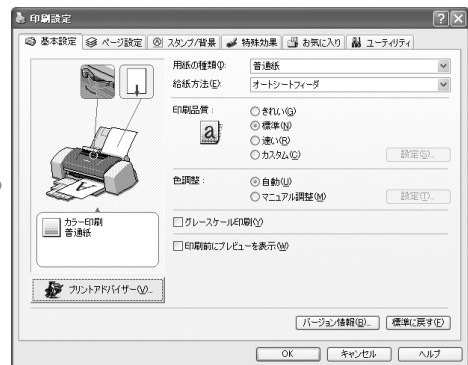 印刷設定
基本設定 ページ設定 スタンプ/背景 特殊効果 お気に入り ユーティリティ
用紙の種類(I): 普通紙
給紙方法(E): オートシートフィーダ
印刷品質: きれい(G)
a 標準(N)
速い(R)
カスタム(C) 設定(S)...
色調整: 自動(U)
マニュアル調整(M) 設定(T)...
カラー印刷
普通紙
グレースケール印刷(Y)
印刷前にプレビューを表示(W)
プリントアドバイザー(V)...
バージョン情報(B)... 標準に戻す(F)
OK キャンセル ヘルプ